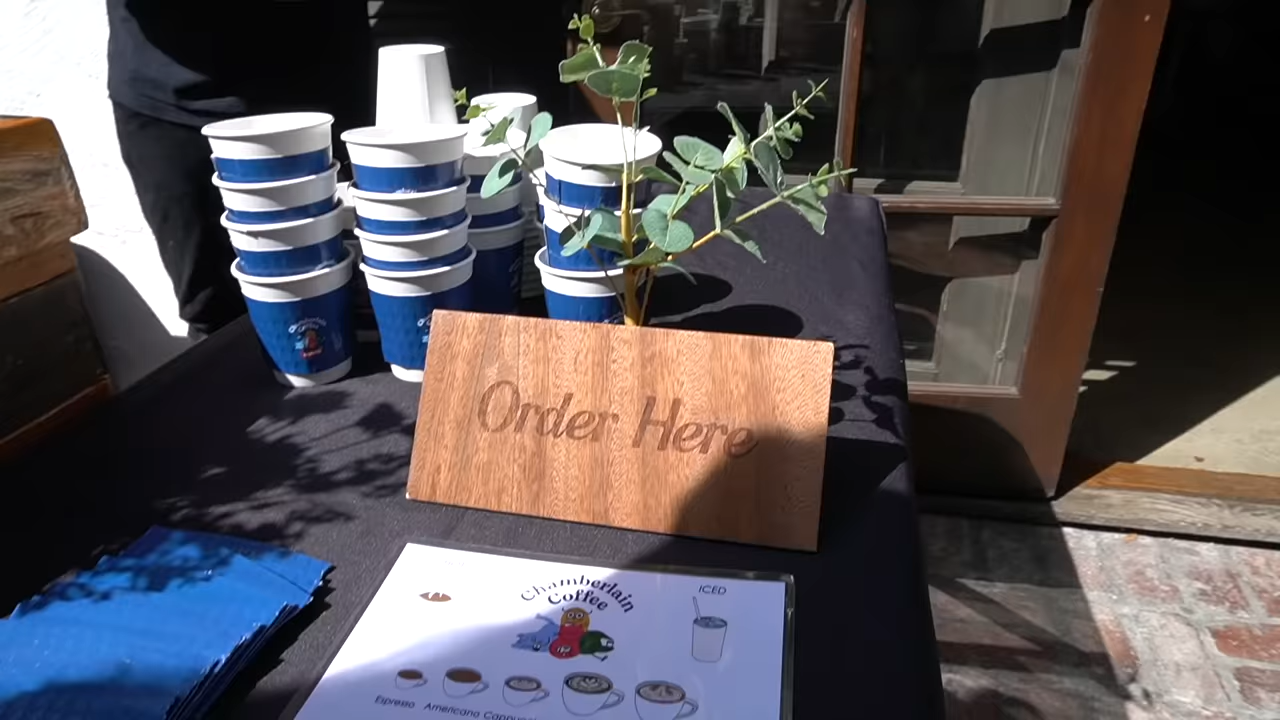 Order Here
Chamberlain
Coffee
ICED
Espresso Americano